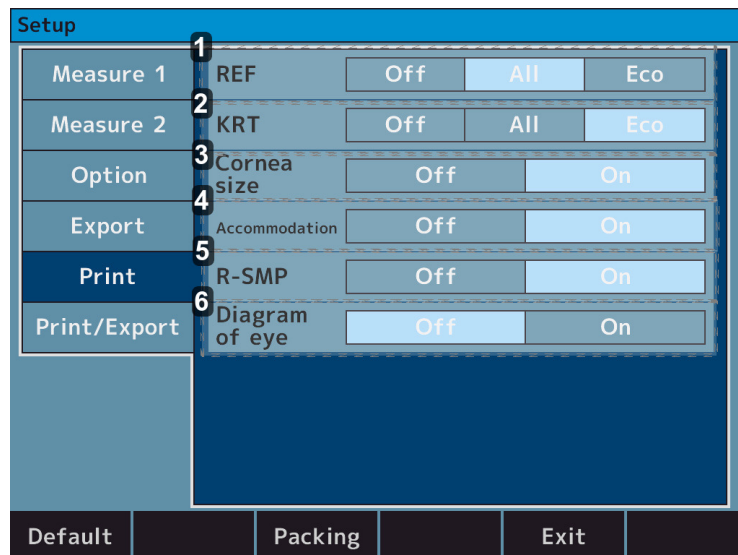 Setup
Measure 1
Measure 2
Option
Export
Print
Print/Export
1
REF Off All Eco
2
KRT Off All Eco
3
Cornea
size Off On
4
Accommodation Off On
5
R-SMP Off On
6
Diagram
of eye Off On
Default Packing Exit